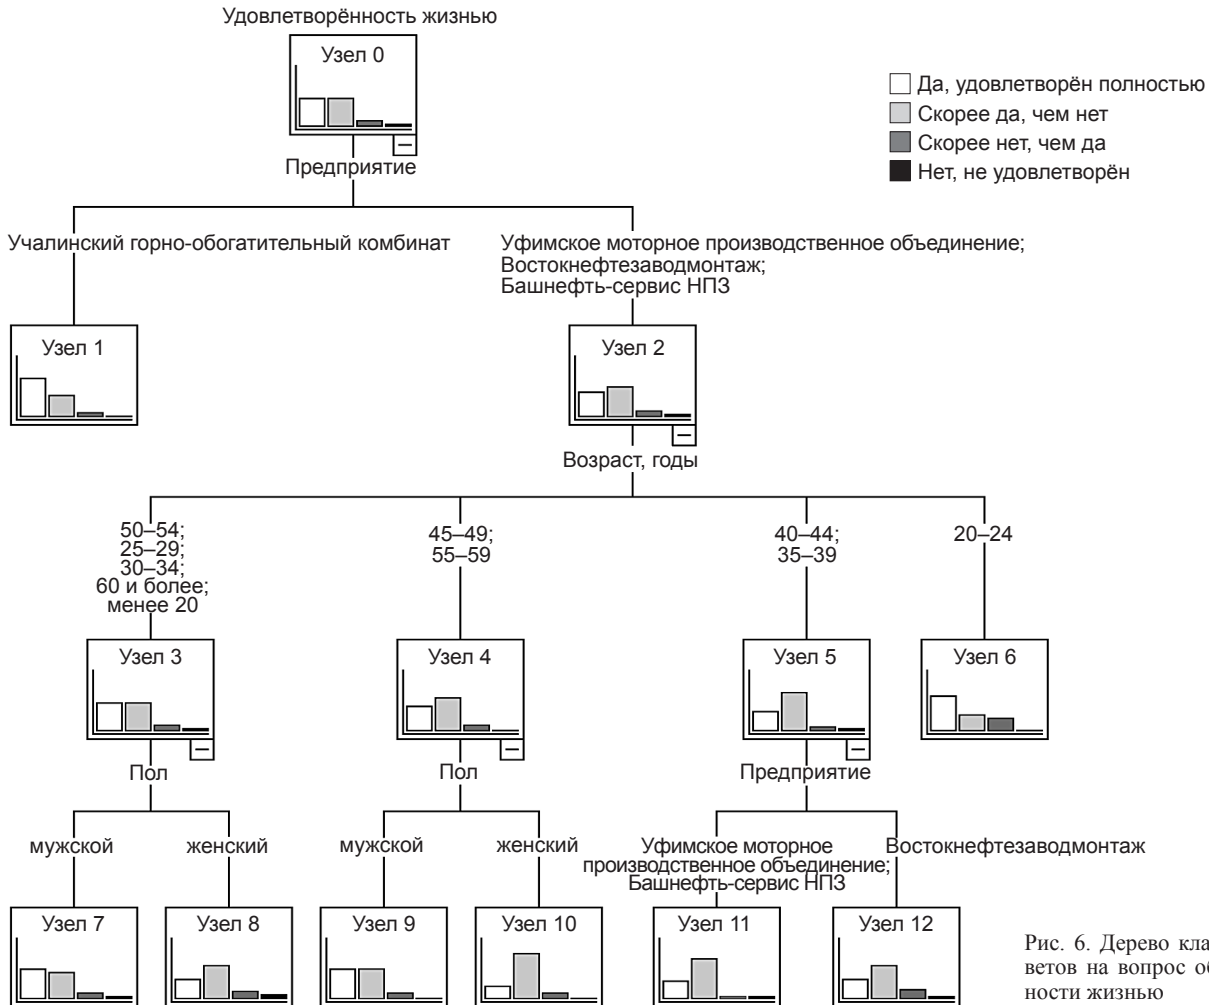 Удовлетворённость жизнью
Узел 0
Да, удовлетворён полностью
Скорее да, чем нет
Скорее нет, чем да
Нет, не удовлетворён
Предприятие
Учалинский горно-обогатительный комбинат
Уфимское моторное производственное объединение;
Востокнефтезаводмонтаж;
Башнефть-сервис НПЗ
Узел 1
Узел 2
Возраст, годы
50–54;
25–29;
30–34;
60 и более;
менее 20
45–49;
55–59
40–44;
35–39
20–24
Узел 3
Узел 4
Узел 5
Узел 6
Пол
Пол
Предприятие
мужской
женский
мужской
женский
Уфимское моторное
производственное объединение;
Башнефть-сервис НПЗ
Востокнефтезаводмонтаж
Узел 7
Узел 8
Узел 9
Узел 10
Узел 11
Узел 12
Рис. 6. Дерево кла
ветов на вопрос об
ности жизнью